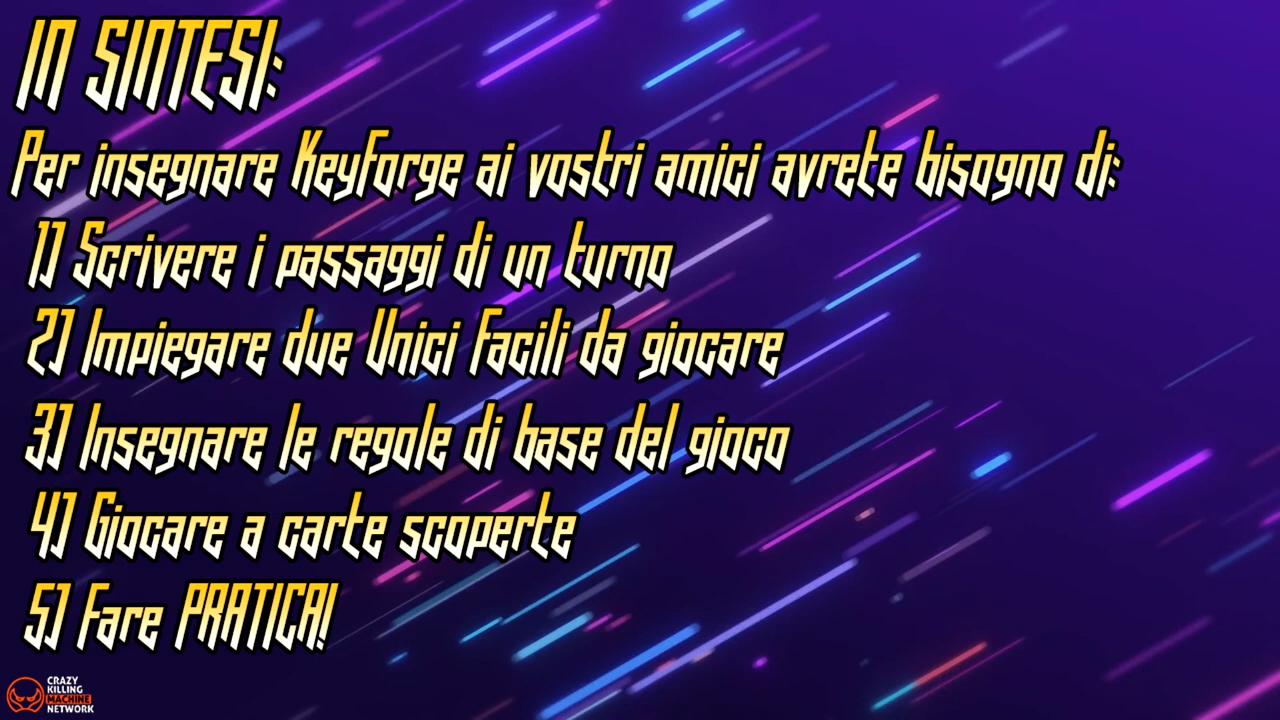 IN SINTESI:
Per insegnare KeyForge ai vostri amici avrete bisogno di:
1) Scrivere i passaggi di un turno
2) Impiegare due Unici facili da giocare
3) Insegnare le regole di base del gioco
4) Giocare a carte scoperte
5) Fare PRATICA!
CRAZY
KILLING
MACHINE
NETWORK